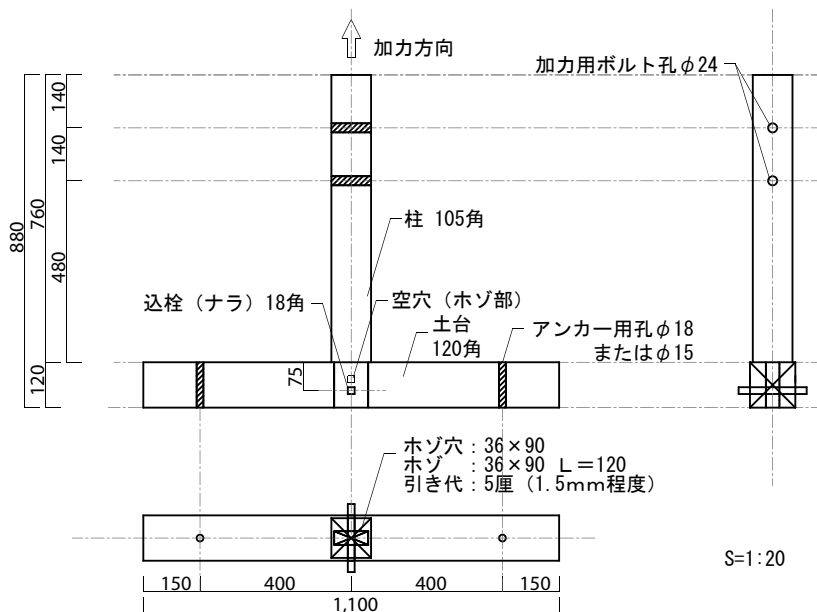 加力方向
加力用ボルト孔φ24
140
140
760
880
480
120
柱 105角
込栓（ナラ）18角
空穴（ホゾ部）
土台
120角
アンカー用孔φ18
またはφ15
75
ホゾ穴：36×90
ホゾ　：36×90 L＝120
引き代：5厘（1.5mm程度）
S=1:20
150
400
400
150
1,100